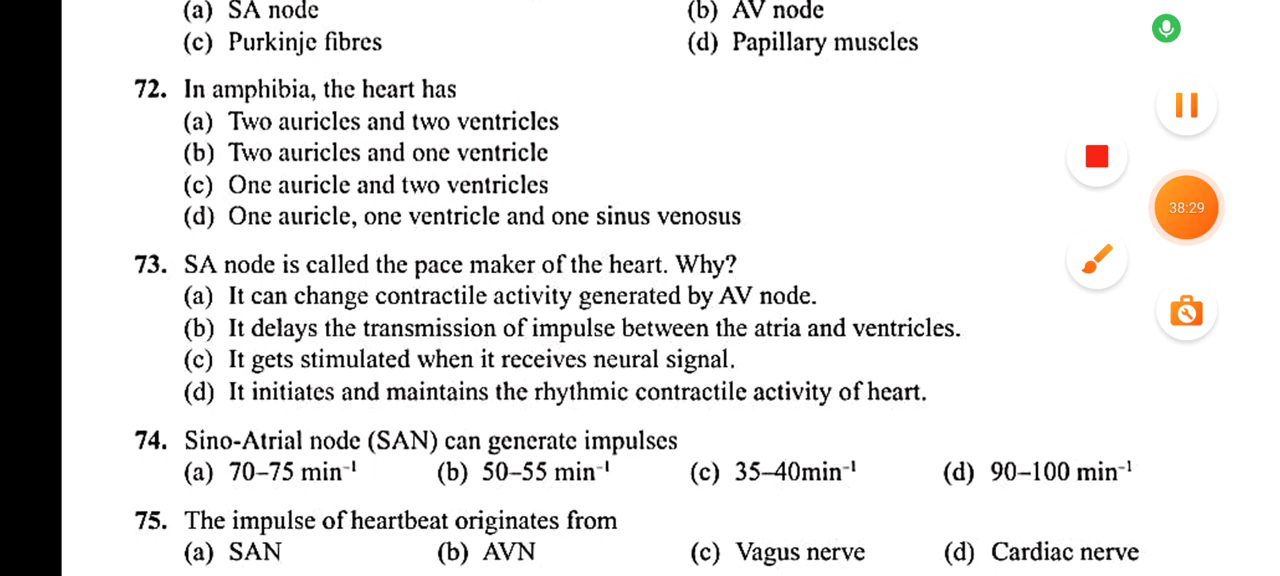 (a) SA node (b) AV node
(c) Purkinje fibres (d) Papillary muscles
72. In amphibia, the heart has
(a) Two auricles and two ventricles
(b) Two auricles and one ventricle
(c) One auricle and two ventricles
(d) One auricle, one ventricle and one sinus venosus
73. SA node is called the pace maker of the heart. Why?
(a) It can change contractile activity generated by AV node.
(b) It delays the transmission of impulse between the atria and ventricles.
(c) It gets stimulated when it receives neural signal.
(d) It initiates and maintains the rhythmic contractile activity of heart.
74. Sino-Atrial node (SAN) can generate impulses
(a) 70–75 min⁻¹ (b) 50–55 min⁻¹ (c) 35–40min⁻¹ (d) 90–100 min⁻¹
75. The impulse of heartbeat originates from
(a) SAN (b) AVN (c) Vagus nerve (d) Cardiac nerve
38:29